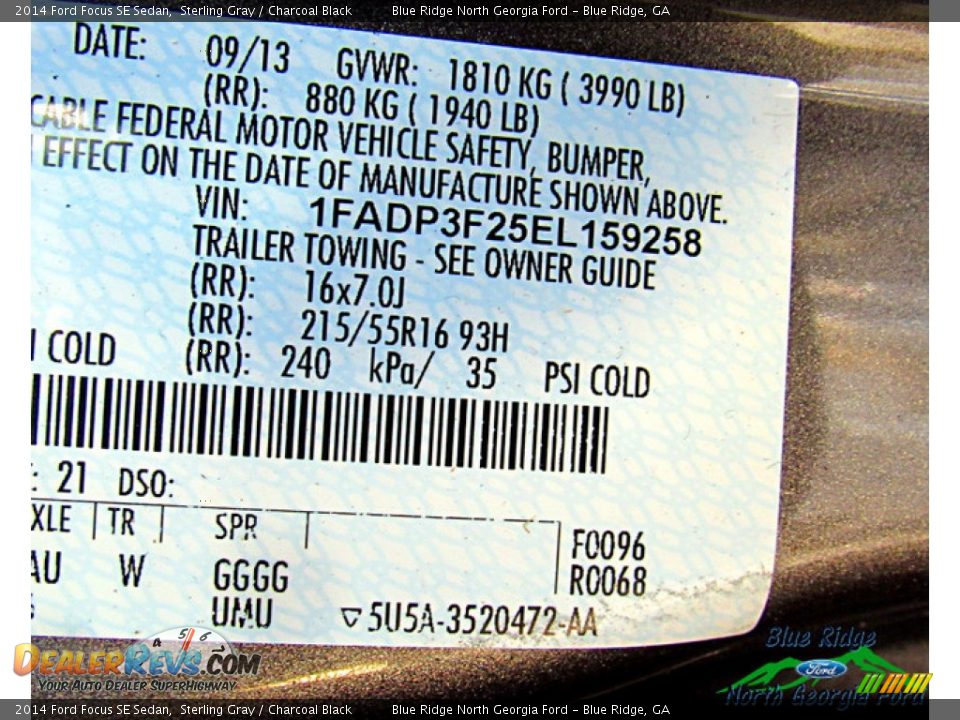 2014 Ford Focus SE Sedan, Sterling Gray / Charcoal Black Blue Ridge North Georgia Ford - Blue Ridge, GA
DATE: 09/13 GVWR: 1810 KG ( 3990 LB)
(RR): 880 KG ( 1940 LB)
CABLE FEDERAL MOTOR VEHICLE SAFETY, BUMPER,
EFFECT ON THE DATE OF MANUFACTURE SHOWN ABOVE.
VIN: 1FADP3F25EL159258
TRAILER TOWING - SEE OWNER GUIDE
(RR): 16x7.0J
(RR): 215/55R16 93H
I COLD (RR): 240 kPa/ 35 PSI COLD
: 21 DSO:
XLE TR SPR
AU W GGGG
UMU
F0096
R0068
5U5A-3520472-AA
4 5 6
DEALERREVS.COM
YOUR AUTO DEALER SUPERHIGHWAY
Blue Ridge
Ford
North Georgia Ford
2014 Ford Focus SE Sedan, Sterling Gray / Charcoal Black Blue Ridge North Georgia Ford - Blue Ridge, GA